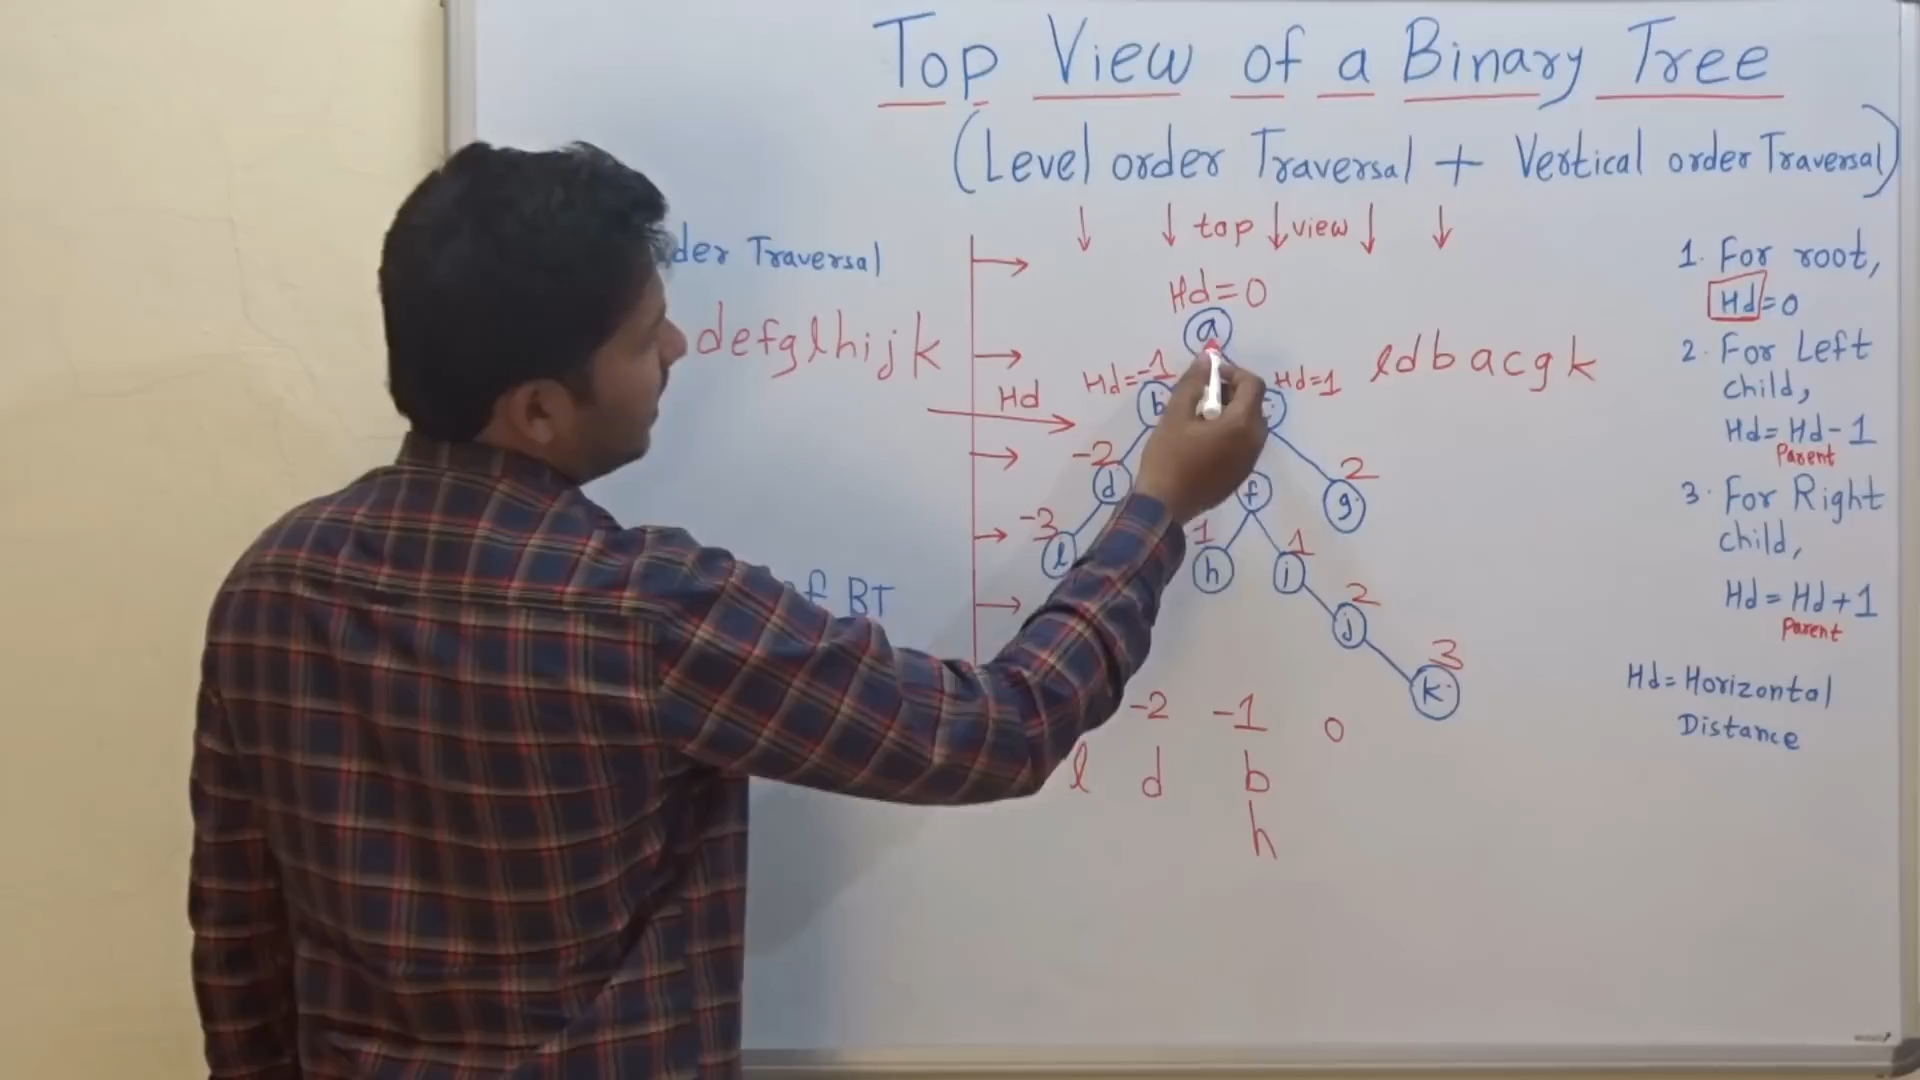 Top View of a Binary Tree
(Level order Traversal + Vertical order Traversal)
top view
Traversal
defglhijk
Hd
Hd=0
a
Hd=-1
Hd=1
b
-2
2
d
f
g
-3
1
1
l
h
i
2
j
3
k
ldbacgk
of BT
-2 -1 0
l d b
h
1. For root,
Hd=0
2. For Left
child,
Hd=Hd-1
Parent
3. For Right
child,
Hd=Hd+1
Parent
Hd=Horizontal
Distance